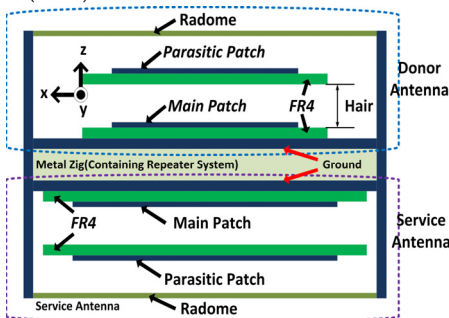 Radome
Parasitic Patch
z
x
y
Main Patch
FR4
Hair
Donor
Antenna
Metal Zig(Containing Repeater System)
Ground
FR4
Main Patch
Service
Antenna
Parasitic Patch
Service Antenna
Radome